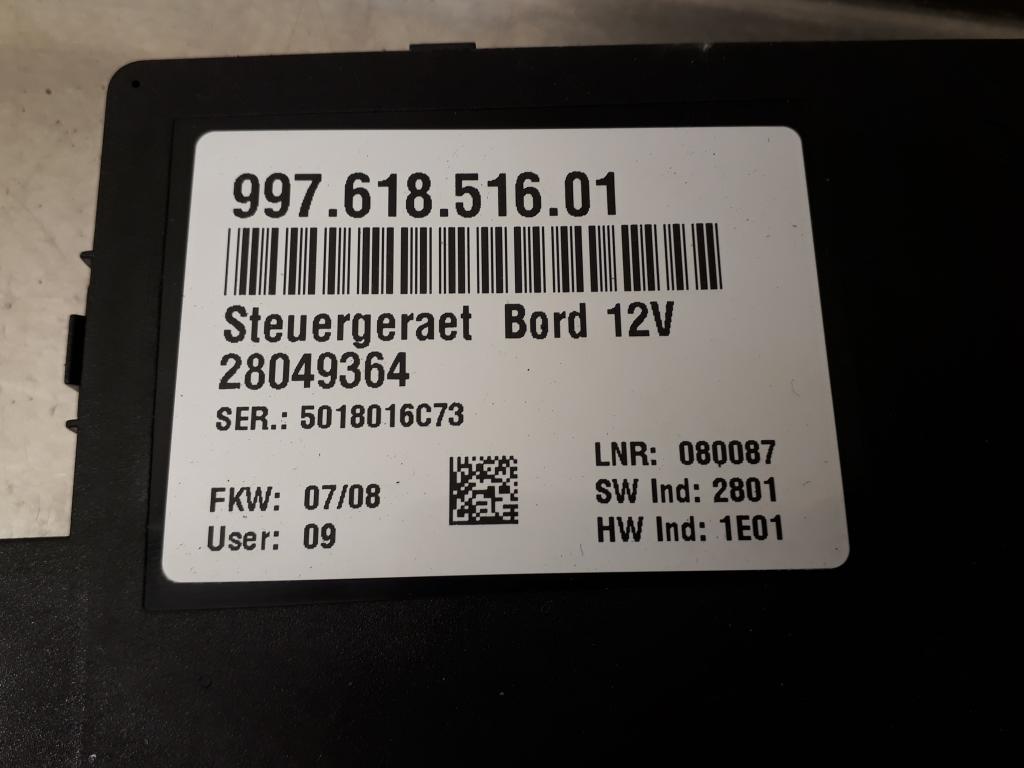 997.618.516.01
Steuergeraet Bord 12V
28049364
SER.: 5018016C73
LNR: 080087
FKW: 07/08
SW Ind: 2801
User: 09
HW Ind: 1E01